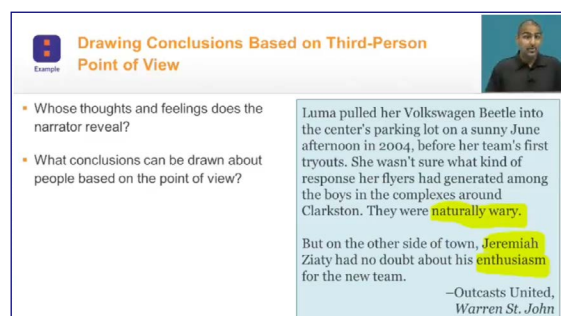 Drawing Conclusions Based on Third-Person
Point of View
Example
Whose thoughts and feelings does the
narrator reveal?
What conclusions can be drawn about
people based on the point of view?
Luma pulled her Volkswagen Beetle into
the center's parking lot on a sunny June
afternoon in 2004, before her team's first
tryouts. She wasn't sure what kind of
response her flyers had generated among
the boys in the complexes around
Clarkston. They were naturally wary.
But on the other side of town, Jeremiah
Ziaty had no doubt about his enthusiasm
for the new team.
–Outcasts United,
Warren St. John